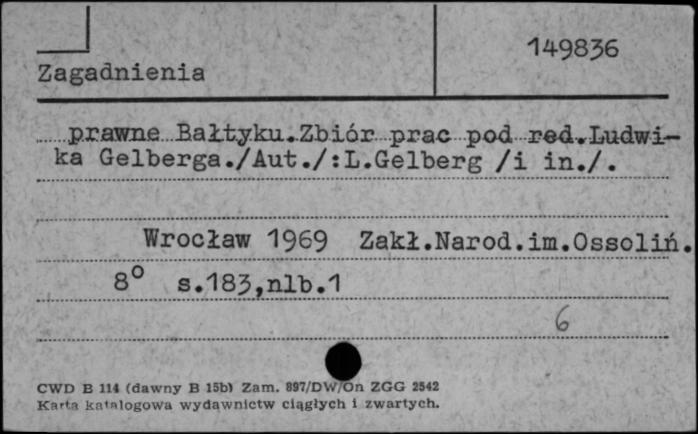 149836
Zagadnienia
prawne Bałtyku.Zbiór prac pod red.Ludwi-
ka Gelberga./Aut./:L.Gelberg /i in./.
Wrocław 1969 Zakł.Narod.im.Ossoliń.
8° s.183,nlb.1
6
CWD B 114 (dawny B 15b) Zam. 897/DW/On ZGG 2542
Karta katalogowa wydawnictw ciągłych i zwartych.